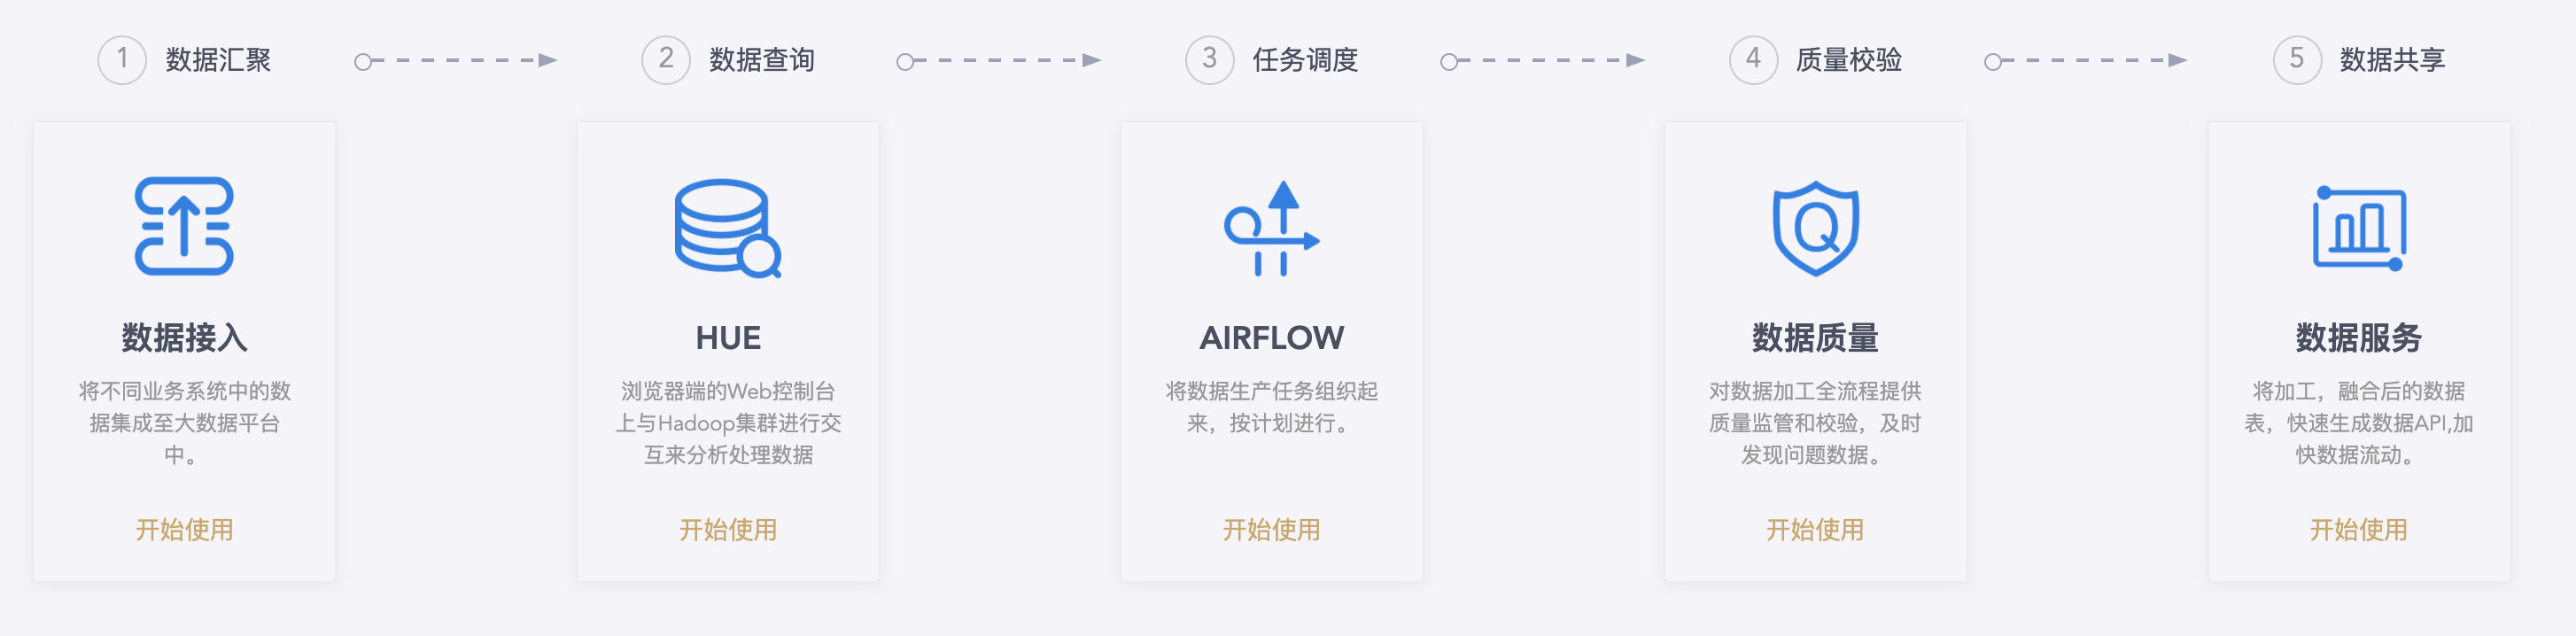 1 数据汇聚
2 数据查询
3 任务调度
4 质量校验
5 数据共享
数据接入
将不同业务系统中的数
据集成至大数据平台
中。
开始使用
HUE
浏览器端的Web控制台
上与Hadoop集群进行交
互来分析处理数据
开始使用
AIRFLOW
将数据生产任务组织起
来，按计划进行。
开始使用
Q
数据质量
对数据加工全流程提供
质量监管和校验，及时
发现问题数据。
开始使用
数据服务
将加工，融合后的数据
表，快速生成数据API,加
快数据流动。
开始使用